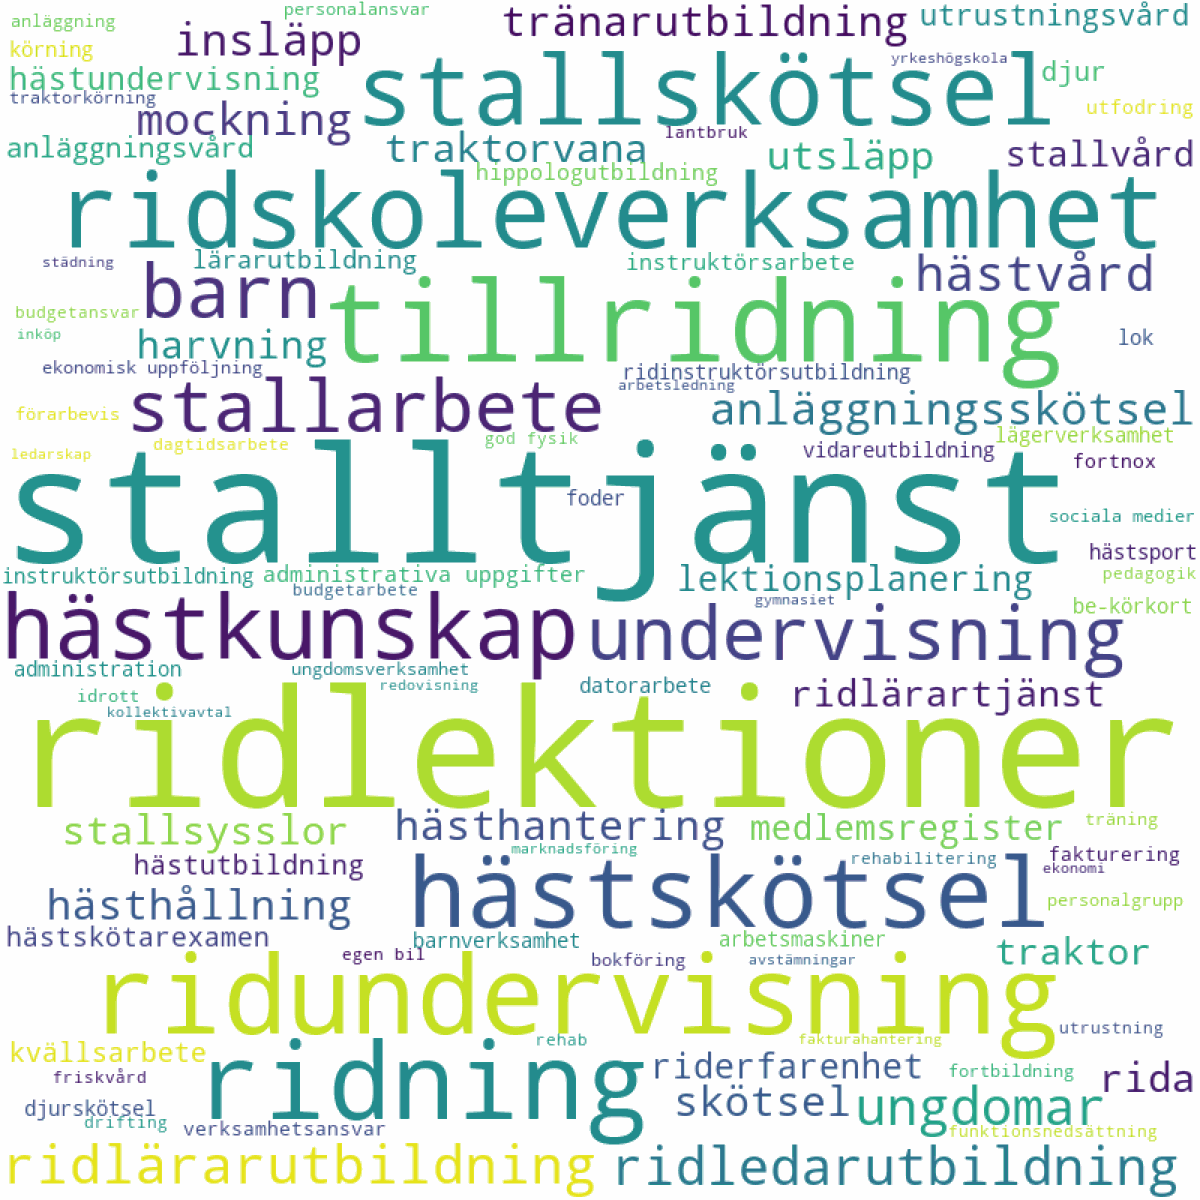 anläggning
personalansvar
tränarutbildning
utrustningsvård
körning
insläpp
stallskötsel
yrkeshögskola
djur
hästundervisning
traktorkörning
mockning
utfodring
lantbruk
anläggningsvård
traktorvana
utsläpp
stallvård
hippologutbildning
ridskoleverksamhet
städning
lärarutbildning
instruktörsarbete
hästvård
barn
tillridning
budgetansvar
inköp
harvning
lok
ekonomisk uppföljning
ridinstruktörsutbildning
arbetsledning
stallarbete
anläggningsskötsel
förarbevis
dagtidsarbete
god fysik
lägerverksamhet
ledarskap
vidareutbildning
fortnox
stalltjänst
foder
sociala medier
hästsport
instruktörsutbildning
administrativa uppgifter
lektionsplanering
pedagogik
budgetarbete
gymnasiet
be-körkort
hästkunskap
undervisning
administration
ungdomsverksamhet
redovisning
datorarbete
ridlärartjänst
idrott
kollektivavtal
ridlektioner
stallsysslor
hästhantering
medlemsregister
träning
marknadsföring
hästutbildning
rehabilitering
fakturering
ekonomi
hästskötsel
hästhållning
personalgrupp
hästskötarexamen
barnverksamhet
arbetsmaskiner
traktor
egen bil
bokföring
avstämningar
ridundervisning
utrustning
kvällsarbete
ridning
rehab
fakturahantering
friskvård
riderfarenhet
fortbildning
rida
djurskötsel
skötsel
ungdomar
drifting
verksamhetsansvar
funktionsnedsättning
ridlärarutbildning
ridledarutbildning